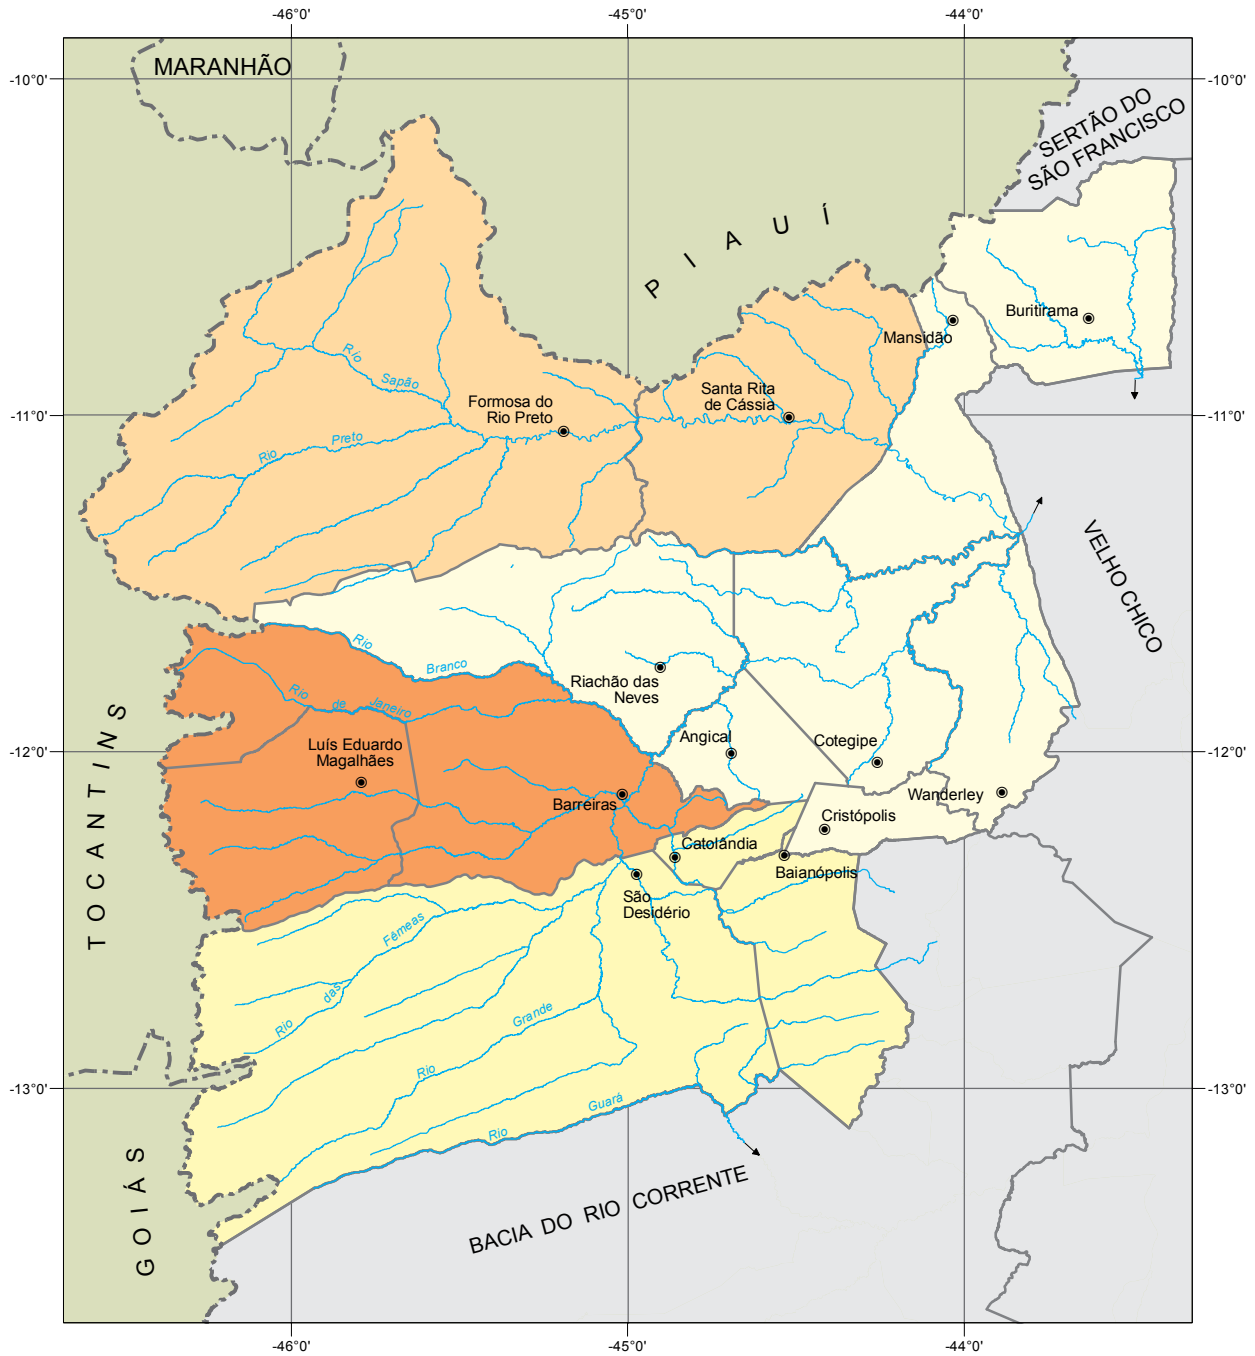 -46°0'
-45°0'
-44°0'
-10°0'
-10°0'
MARANHÃO
SERTÃO DO
SÃO FRANCISCO
PIAUÍ
Buritirama
Mansidão
Rio
Sapão
Santa Rita
de Cássia
Formosa do
Rio Preto
-11°0'
-11°0'
Rio
Preto
VELHO CHICO
Rio
Branco
Riachão das
Neves
Rio
de
Janeiro
TOCANTINS
Luís Eduardo
Magalhães
Angical
Cotegipe
-12°0'
-12°0'
Barreiras
Wanderley
Cristópolis
Catolândia
Baianópolis
São
Desidério
Fêmeas
das
Rio
Grande
Rio
Guará
Rio
-13°0'
-13°0'
GOIÁS
BACIA DO RIO CORRENTE
-46°0'
-45°0'
-44°0'